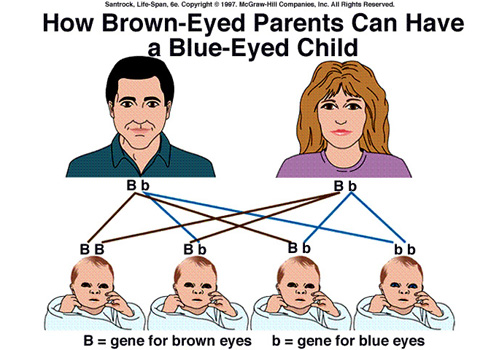 Santrock, Life-Span, 6e. Copyright © 1997. McGraw-Hill Companies, Inc. All Rights Reserved.
How Brown-Eyed Parents Can Have
a Blue-Eyed Child
B b B b
B B B b B b b b
B = gene for brown eyes b = gene for blue eyes